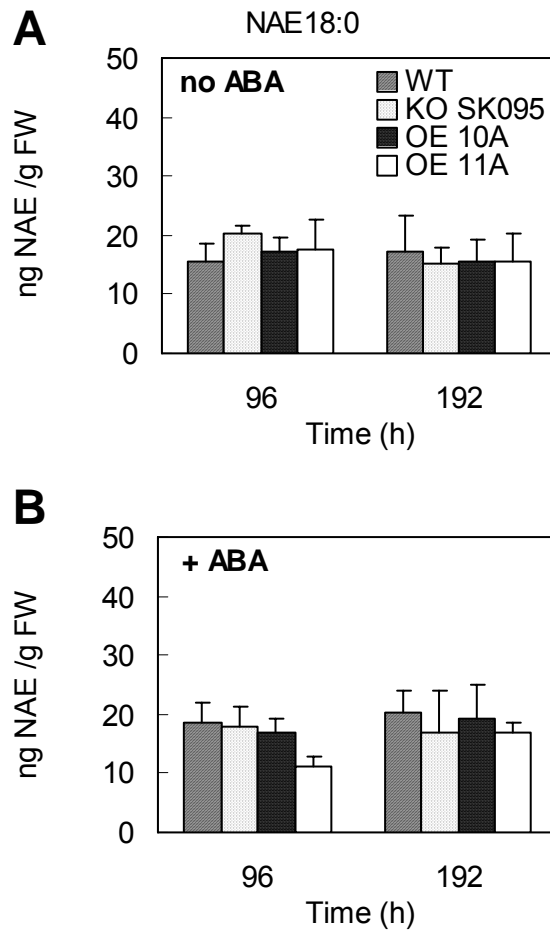 A
NAE18:0
50
40
30
20
10
0
ng NAE /g FW
no ABA
WT
KO SK095
OE 10A
OE 11A
96
192
Time (h)
B
50
40
30
20
10
0
ng NAE /g FW
+ ABA
96
192
Time (h)